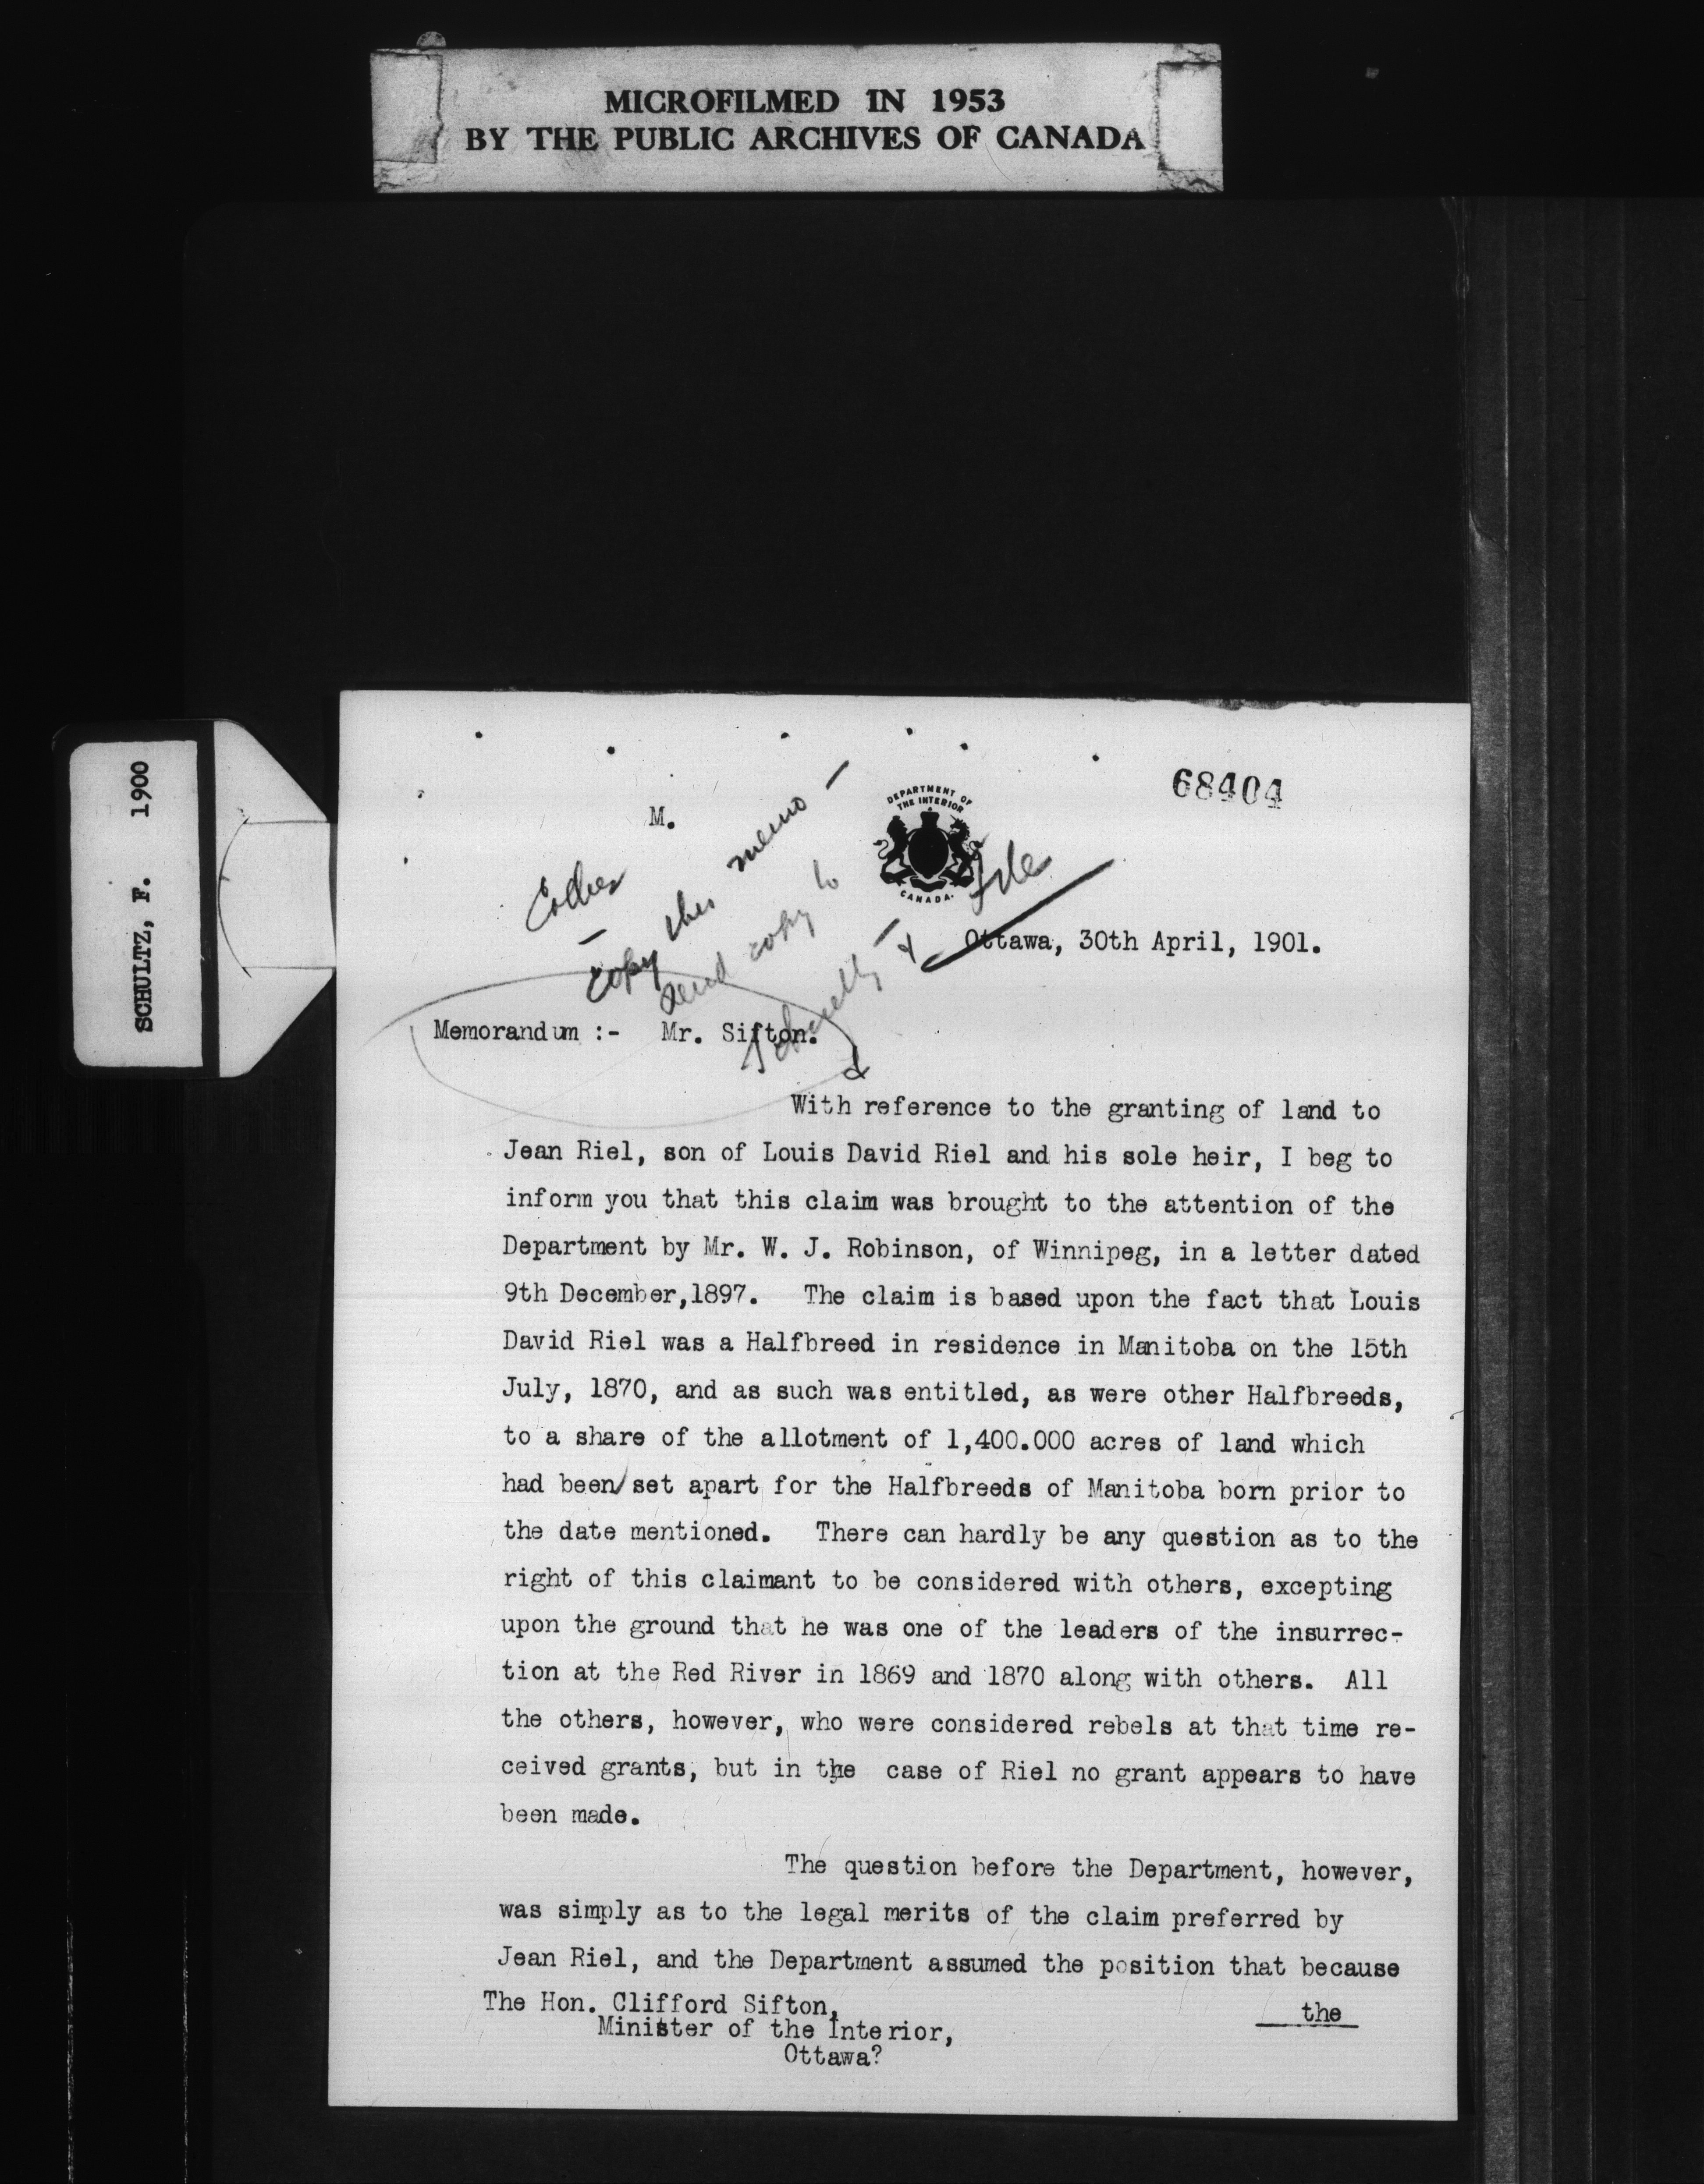 MICROFILMED IN 1953
BY THE PUBLIC ARCHIVES OF CANADA
SCHULTZ, F. 1900
68404
M.
DEPARTMENT OF
THE INTERIOR
CANADA.
copy this memo —
send copy to
& file
Ottawa, 30th April, 1901.
Memorandum :- Mr. Sifton.
With reference to the granting of land to
Jean Riel, son of Louis David Riel and his sole heir, I beg to
inform you that this claim was brought to the attention of the
Department by Mr. W. J. Robinson, of Winnipeg, in a letter dated
9th December,1897. The claim is based upon the fact that Louis
David Riel was a Halfbreed in residence in Manitoba on the 15th
July, 1870, and as such was entitled, as were other Halfbreeds,
to a share of the allotment of 1,400.000 acres of land which
had been/set apart for the Halfbreeds of Manitoba born prior to
the date mentioned. There can hardly be any question as to the
right of this claimant to be considered with others, excepting
upon the ground that he was one of the leaders of the insurrec-
tion at the Red River in 1869 and 1870 along with others. All
the others, however, who were considered rebels at that time re-
ceived grants, but in the case of Riel no grant appears to have
been made.
The question before the Department, however,
was simply as to the legal merits of the claim preferred by
Jean Riel, and the Department assumed the position that because
the
The Hon. Clifford Sifton,
Minister of the Interior,
Ottawa?